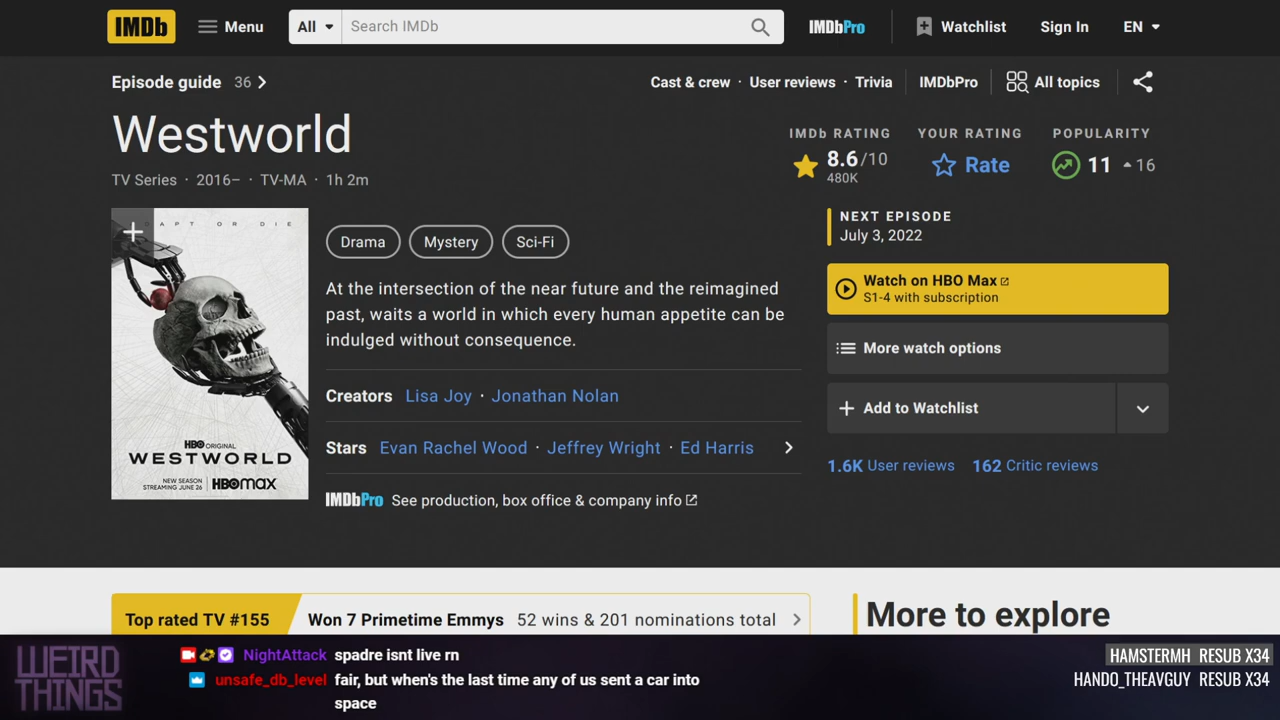 IMDb Menu All Search IMDb IMDbPro Watchlist Sign In EN
Episode guide 36 Cast & crew · User reviews · Trivia IMDbPro All topics
Westworld
TV Series · 2016– · TV-MA · 1h 2m
IMDb RATING YOUR RATING POPULARITY
8.6/10 Rate 11 16
480K
APT OR DIE
HBO ORIGINAL
WESTWORLD
NEW SEASON
STREAMING JUNE 26 HBOMAX
Drama Mystery Sci-Fi
At the intersection of the near future and the reimagined
past, waits a world in which every human appetite can be
indulged without consequence.
Creators Lisa Joy · Jonathan Nolan
Stars Evan Rachel Wood · Jeffrey Wright · Ed Harris
IMDbPro See production, box office & company info
NEXT EPISODE
July 3, 2022
Watch on HBO Max
S1-4 with subscription
More watch options
Add to Watchlist
1.6K User reviews 162 Critic reviews
Top rated TV #155 Won 7 Primetime Emmys 52 wins & 201 nominations total
More to explore
WEIRD
THINGS
NightAttack spadre isnt live rn
unsafe_db_level fair, but when's the last time any of us sent a car into
space
HAMSTERMH RESUB X34
HANDO_THEAVGUY RESUB X34